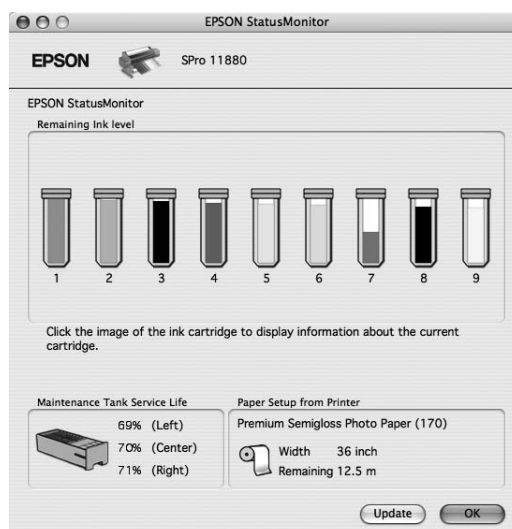 EPSON StatusMonitor
EPSON SPro 11880
EPSON StatusMonitor
Remaining Ink level
1 2 3 4 5 6 7 8 9
Click the image of the ink cartridge to display information about the current
cartridge.
Maintenance Tank Service Life
69% (Left)
70% (Center)
71% (Right)
Paper Setup from Printer
Premium Semigloss Photo Paper (170)
Width 36 inch
Remaining 12.5 m
Update OK